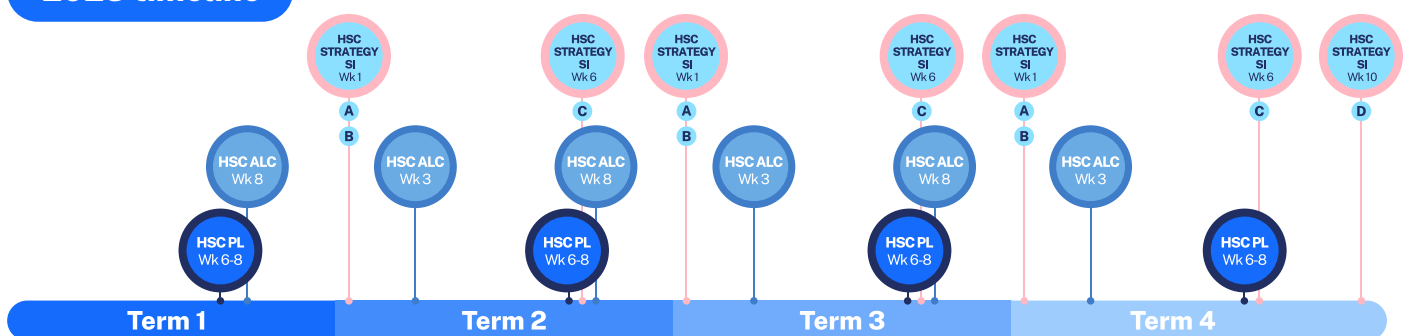 HSC
STRATEGY
SI
Wk 1
A
B
HSC
STRATEGY
SI
Wk 6
C
HSC
STRATEGY
SI
Wk 1
A
B
HSC
STRATEGY
SI
Wk 6
C
HSC
STRATEGY
SI
Wk 1
A
B
HSC
STRATEGY
SI
Wk 6
C
HSC
STRATEGY
SI
Wk 10
D
HSC ALC
Wk 8
HSC ALC
Wk 3
HSC ALC
Wk 8
HSC ALC
Wk 3
HSC ALC
Wk 8
HSC ALC
Wk 3
HSC PL
Wk 6-8
HSC PL
Wk 6-8
HSC PL
Wk 6-8
HSC PL
Wk 6-8
Term 1
Term 2
Term 3
Term 4